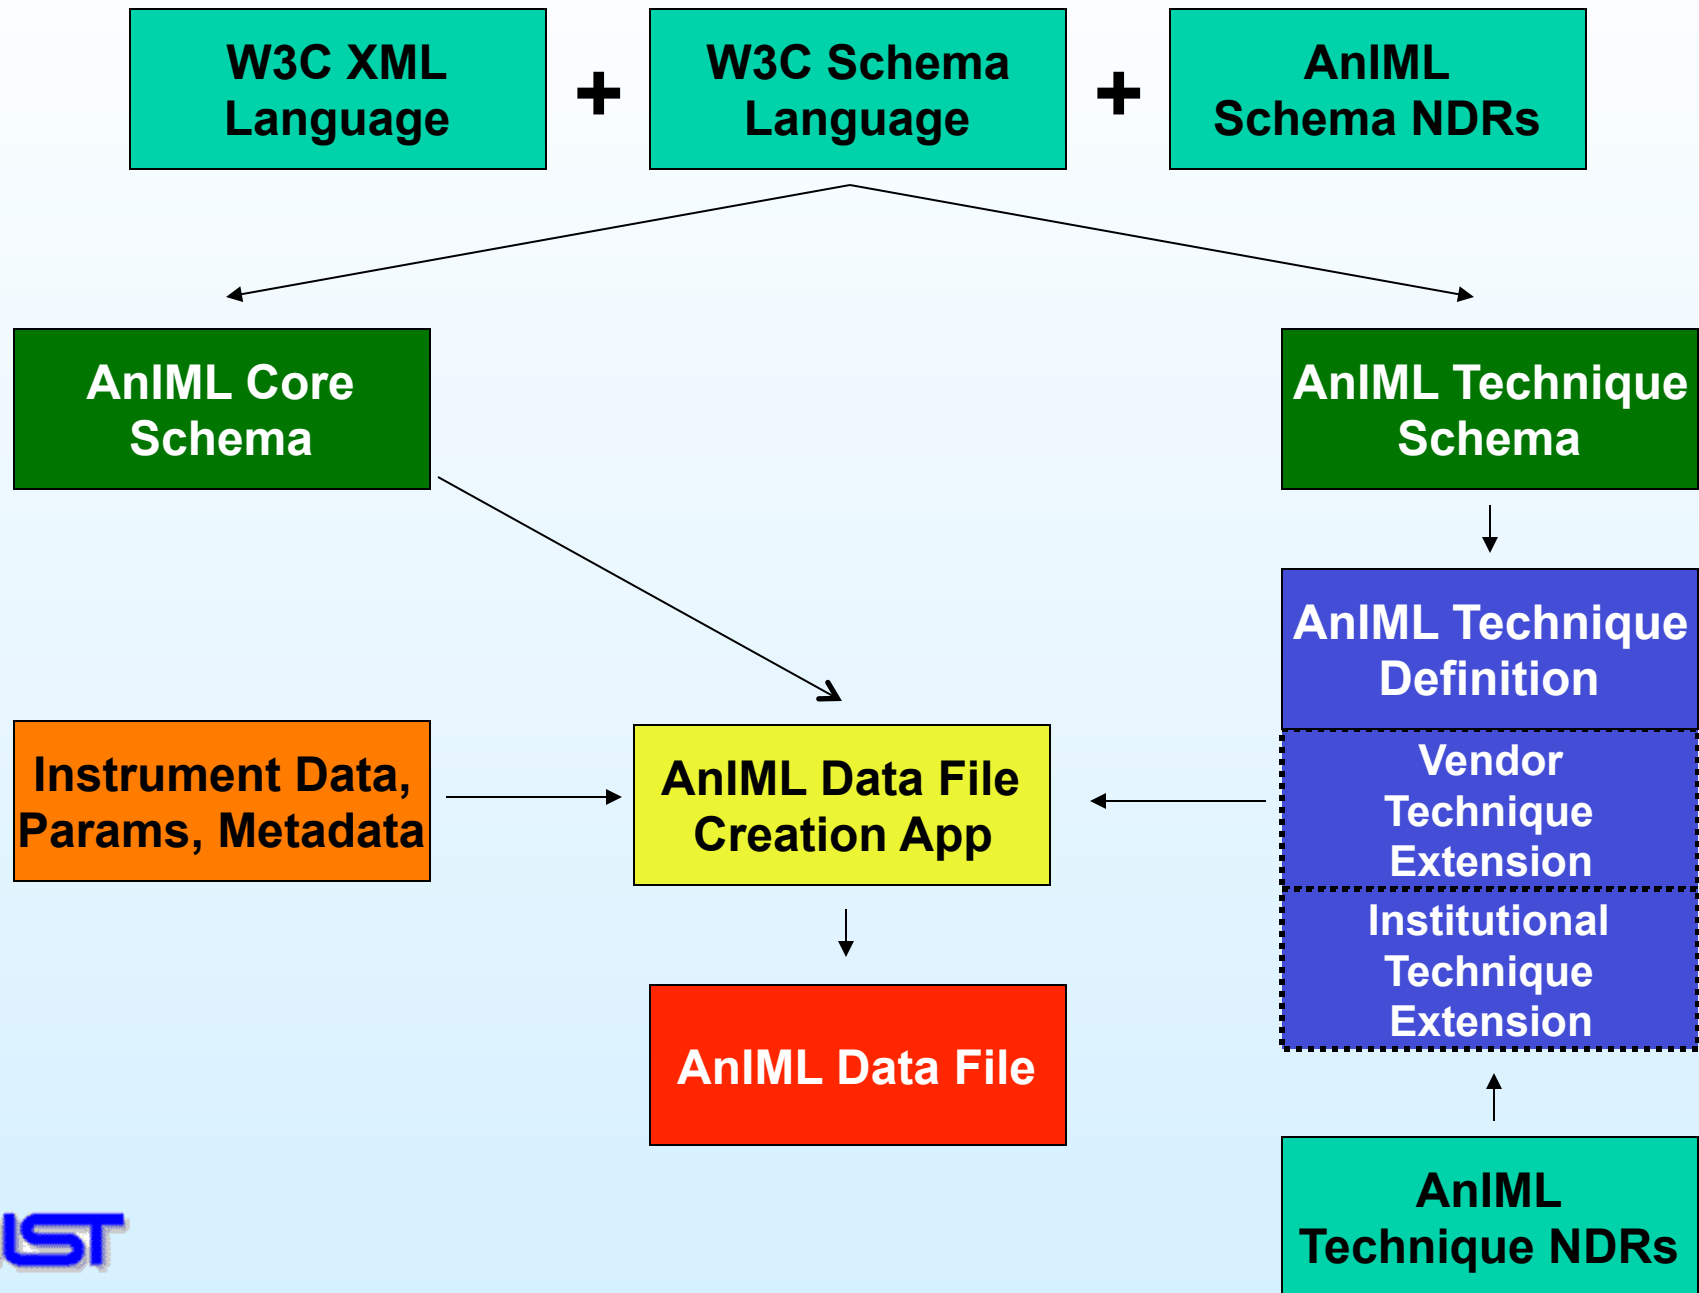 W3C XML
Language
+
W3C Schema
Language
+
AnIML
Schema NDRs
AnIML Core
Schema
AnIML Technique
Schema
AnIML Technique
Definition
Vendor
Technique
Extension
Institutional
Technique
Extension
Instrument Data,
Params, Metadata
AnIML Data File
Creation App
AnIML Data File
AnIML
Technique NDRs
IST